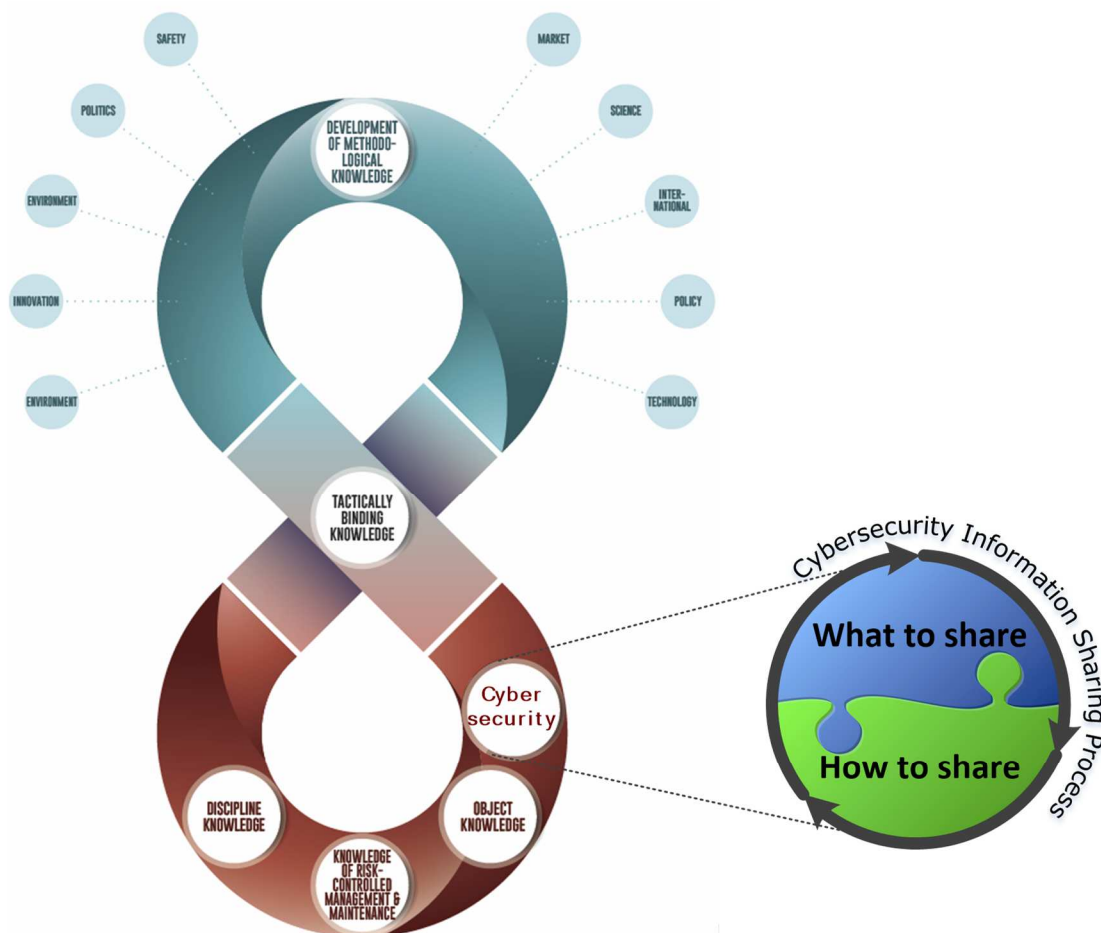 SAFETY
MARKET
POLITICS
SCIENCE
DEVELOPMENT
OF METHODO-
LOGICAL
KNOWLEDGE
ENVIRONMENT
INTER-
NATIONAL
INNOVATION
POLICY
ENVIRONMENT
TECHNOLOGY
TACTICALLY
BINDING
KNOWLEDGE
Cyber
security
DISCIPLINE
KNOWLEDGE
OBJECT
KNOWLEDGE
KNOWLEDGE
OF RISK-
CONTROLLED
MANAGEMENT &
MAINTENANCE
Cybersecurity Information Sharing Process
What to share
How to share